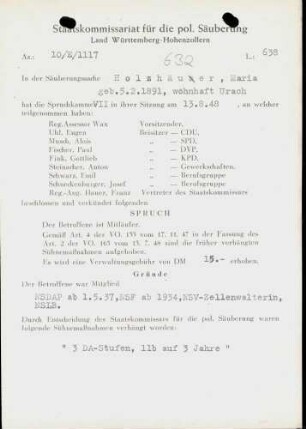 Staatskommissariat für die pol. Säuberung
Land Württemberg-Hohenzollern
Az.: 10/Z/1117
632
L.: 638
In der Säuberungssache Holzhäuser, Maria
geb.5.2.1891, wohnhaft Urach
hat die Spruchkammer VII in ihrer Sitzung am 13.8.48, an welcher
teilgenommen haben:
Reg.Assessor Wax Vorsitzender,
Uhl, Eugen Beisitzer – CDU,
Musch, Alois „ – SPD,
Fischer, Paul „ – DVP,
Fink, Gottlieb „ – KPD,
Steinacher, Anton „ – Gewerkschaften,
Schwarz, Emil „ – Berufsgruppe
Schunkenberger, Josef „ – Berufsgruppe
Reg.-Ang. Bauer, Franz Vertreter des Staatskommissars
beschlossen und verkündet folgenden
SPRUCH
Der Betroffene ist Mitläufer.
Gemäß Art. 4 der VO. 133 vom 17. 11. 47 in der Fassung des
Art. 2 der VO. 165 vom 15. 7. 48 sind die früher verhängten
Sühnemaßnahmen aufgehoben.
Es wird eine Verwaltungsgebühr von DM 15.- erhoben.
Gründe
Der Betroffene war Mitglied
NSDAP ab 1.5.37, NSF ab 1934, NSV-Zellenwalterin,
NSLB.
Durch Entscheidung des Staatskommissars für die pol. Säuberung waren
folgende Sühnemaßnahmen verhängt worden:
" 3 DA-Stufen, 11b auf 3 Jahre "